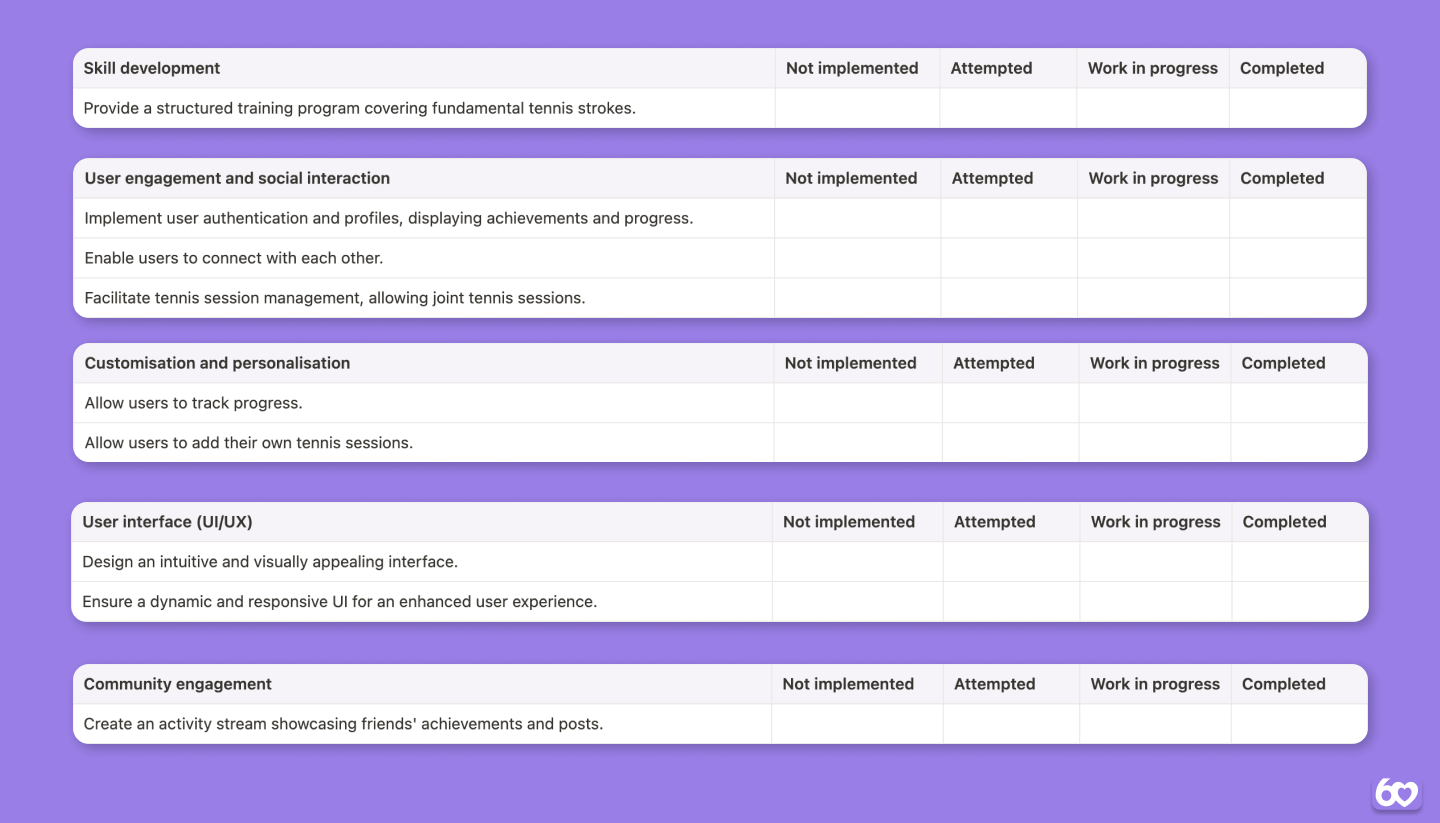 Skill development Not implemented Attempted Work in progress Completed
Provide a structured training program covering fundamental tennis strokes.
User engagement and social interaction Not implemented Attempted Work in progress Completed
Implement user authentication and profiles, displaying achievements and progress.
Enable users to connect with each other.
Facilitate tennis session management, allowing joint tennis sessions.
Customisation and personalisation Not implemented Attempted Work in progress Completed
Allow users to track progress.
Allow users to add their own tennis sessions.
User interface (UI/UX) Not implemented Attempted Work in progress Completed
Design an intuitive and visually appealing interface.
Ensure a dynamic and responsive UI for an enhanced user experience.
Community engagement Not implemented Attempted Work in progress Completed
Create an activity stream showcasing friends' achievements and posts.
60